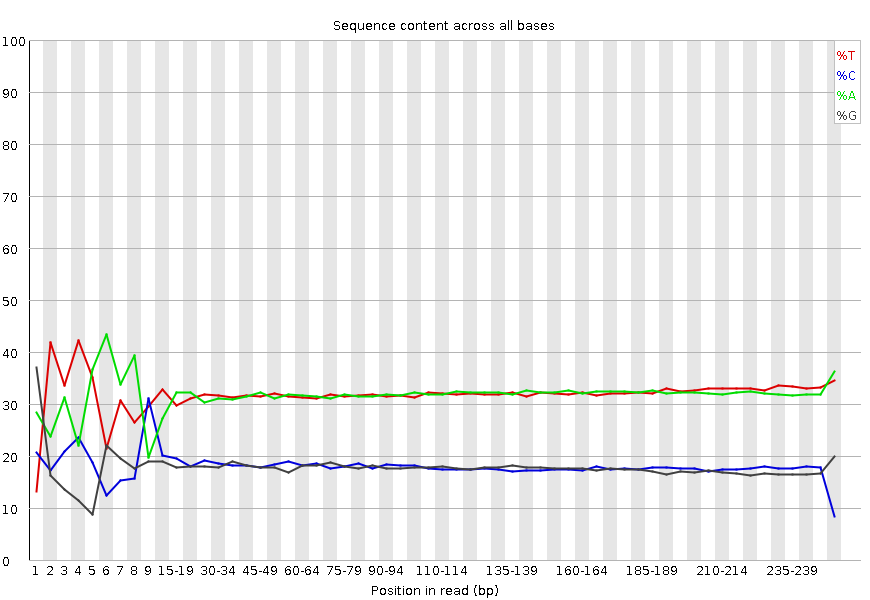 Sequence content across all bases
100
90
80
70
60
50
40
30
20
10
0
%T
%C
%A
%G
1 2 3 4 5 6 7 8 9 15-19 30-34 45-49 60-64 75-79 90-94 110-114 135-139 160-164 185-189 210-214 235-239
Position in read (bp)